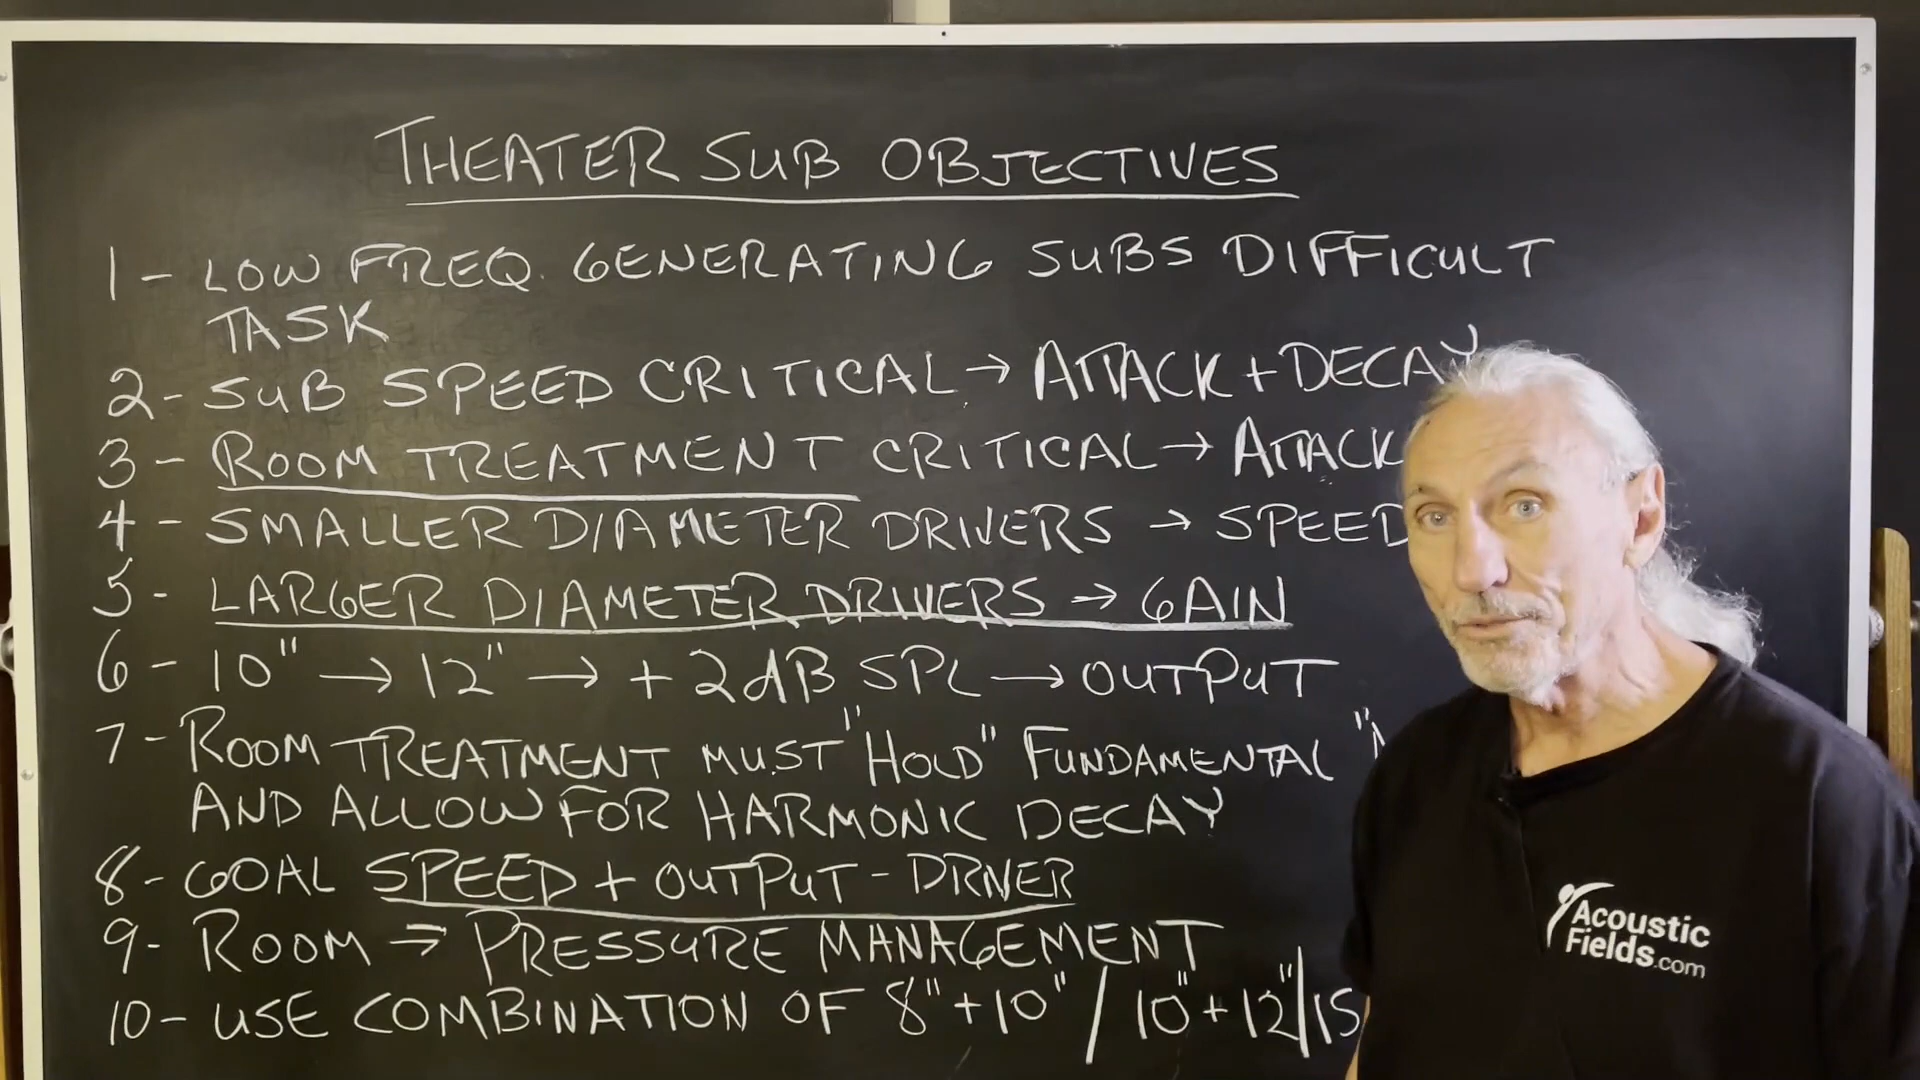 THEATER SUB OBJECTIVES
1 - LOW FREQ. GENERATING SUBS DIFFICULT
TASK
2 - SUB SPEED CRITICAL → ATTACK + DECAY
3 - ROOM TREATMENT CRITICAL → ATTACK
4 - SMALLER DIAMETER DRIVERS → SPEED
5 - LARGER DIAMETER DRIVERS → GAIN
6 - 10" → 12" → + 2dB SPL → OUTPUT
7 - ROOM TREATMENT MUST "HOLD" FUNDAMENTAL
AND ALLOW FOR HARMONIC DECAY
8 - GOAL SPEED + OUTPUT - DRIVER
9 - ROOM → PRESSURE MANAGEMENT
10 - USE COMBINATION OF 8" + 10" / 10" + 12" / 15
Acoustic
Fields.com